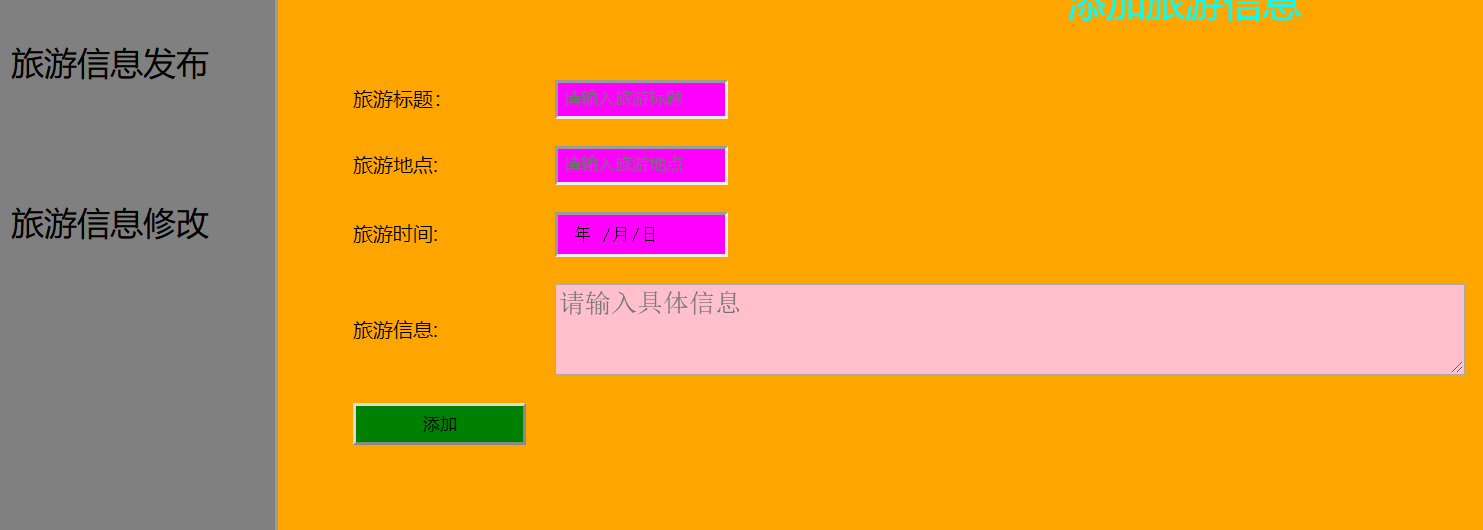 添加旅游信息
旅游信息发布
旅游信息修改
旅游标题：
请输入旅游标题
旅游地点:
请输入旅游地点
旅游时间:
年 /月/日
旅游信息:
请输入具体信息
添加